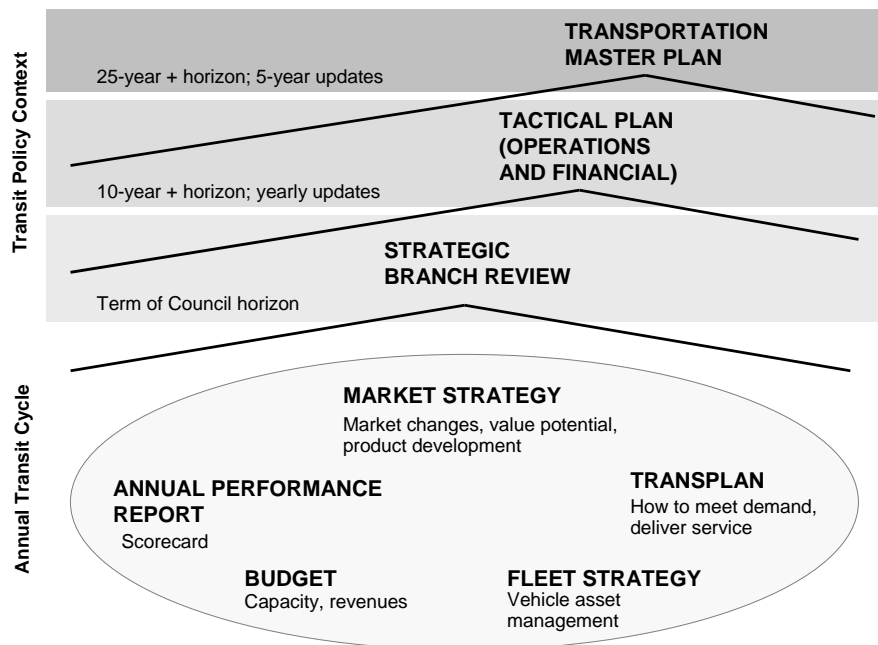 TRANSPORTATION
MASTER PLAN
25-year + horizon; 5-year updates
TACTICAL PLAN
(OPERATIONS
AND FINANCIAL)
10-year + horizon; yearly updates
STRATEGIC
BRANCH REVIEW
Term of Council horizon
Transit Policy Context
MARKET STRATEGY
Market changes, value potential,
product development
TRANSPLAN
How to meet demand,
deliver service
ANNUAL PERFORMANCE
REPORT
Scorecard
BUDGET
Capacity, revenues
FLEET STRATEGY
Vehicle asset
management
Annual Transit Cycle